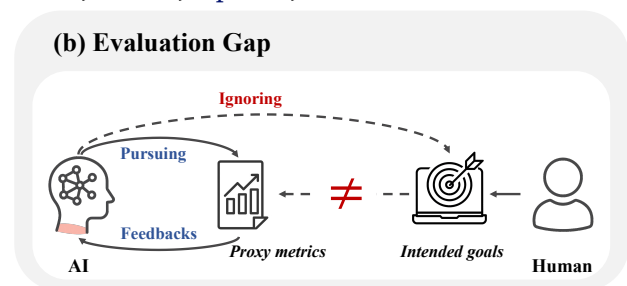 (b) Evaluation Gap
Ignoring
Pursuing
≠
Feedbacks
Proxy metrics
Intended goals
AI
Human